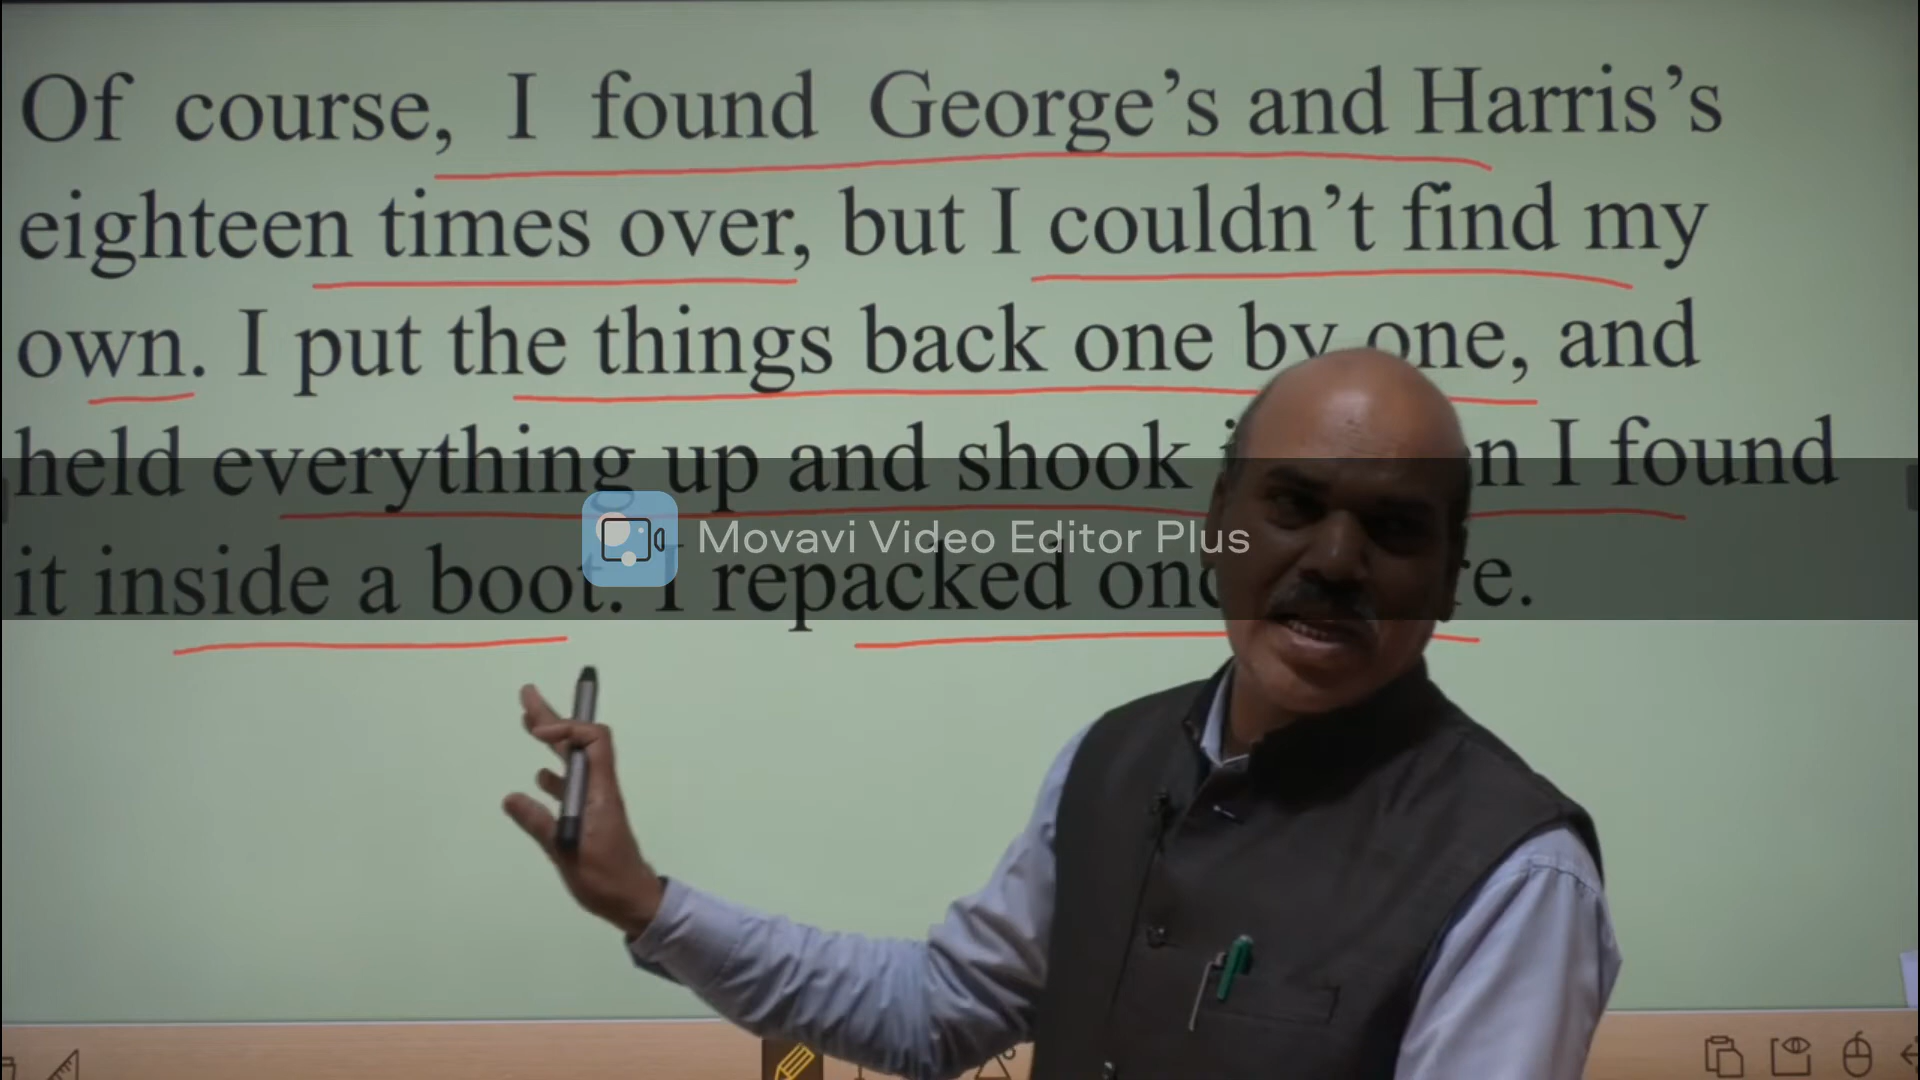 Of course, I found George's and Harris's
eighteen times over, but I couldn't find my
own. I put the things back one by one, and
held everything up and shook I found
it inside a boot. I repacked
Movavi Video Editor Plus